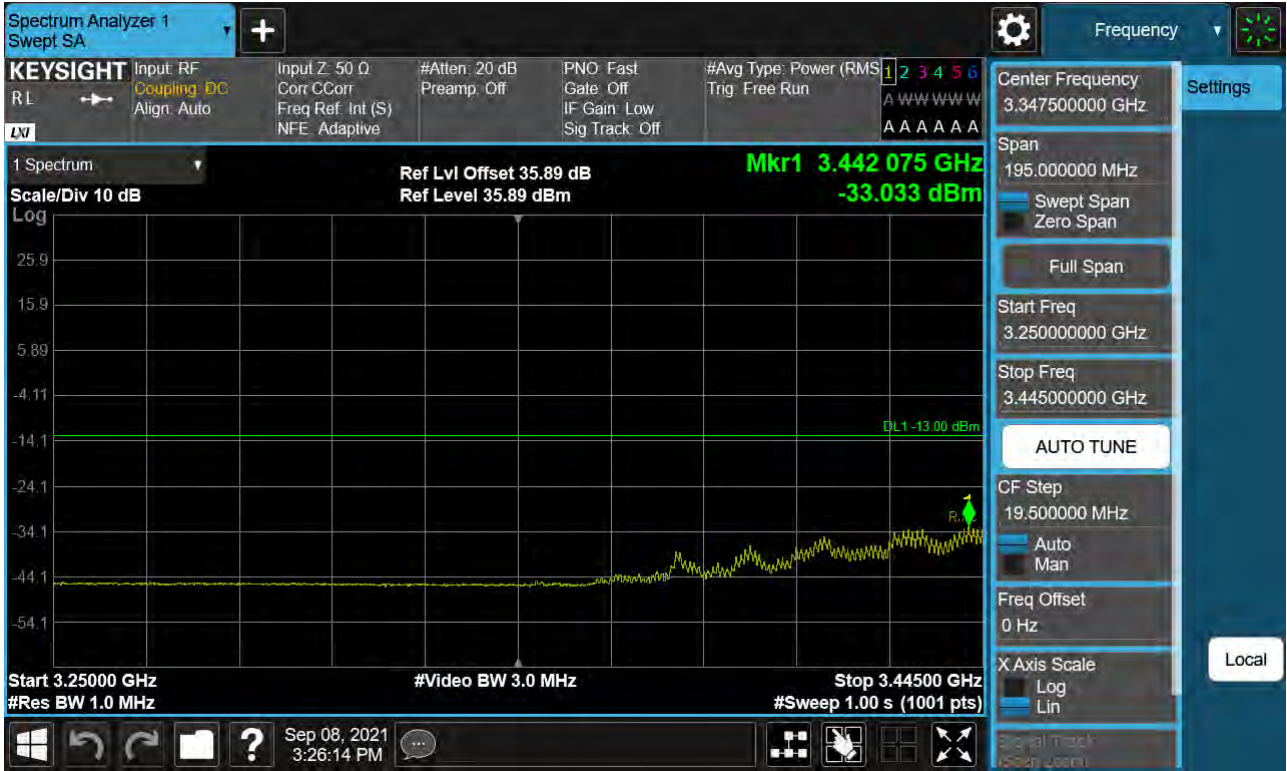 Spectrum Analyzer 1
Swept SA
Frequency
KEYSIGHT
RL
LXI
Input: RF
Coupling: DC
Align: Auto
Input Z: 50 Ω
Corr CCorr
Freq Ref: Int (S)
NFE: Adaptive
#Atten: 20 dB
Preamp: Off
PNO: Fast
Gate: Off
IF Gain: Low
Sig Track: Off
#Avg Type: Power (RMS
Trig: Free Run
1 2 3 4 5 6
A W W W W W
A A A A A A
Center Frequency
3.347500000 GHz
Settings
Span
195.000000 MHz
Swept Span
Zero Span
Full Span
Start Freq
3.250000000 GHz
Stop Freq
3.445000000 GHz
AUTO TUNE
CF Step
19.500000 MHz
Auto
Man
Freq Offset
0 Hz
X Axis Scale
Log
Lin
Signal Track
(Span Zoom)
Local
1 Spectrum
Scale/Div 10 dB
Log
Ref Lvl Offset 35.89 dB
Ref Level 35.89 dBm
Mkr1 3.442 075 GHz
-33.033 dBm
25.9
15.9
5.89
-4.11
DL1 -13.00 dBm
-14.1
-24.1
1
-34.1
-44.1
-54.1
Start 3.25000 GHz
#Video BW 3.0 MHz
Stop 3.44500 GHz
#Res BW 1.0 MHz
#Sweep 1.00 s (1001 pts)
?
Sep 08, 2021
3:26:14 PM